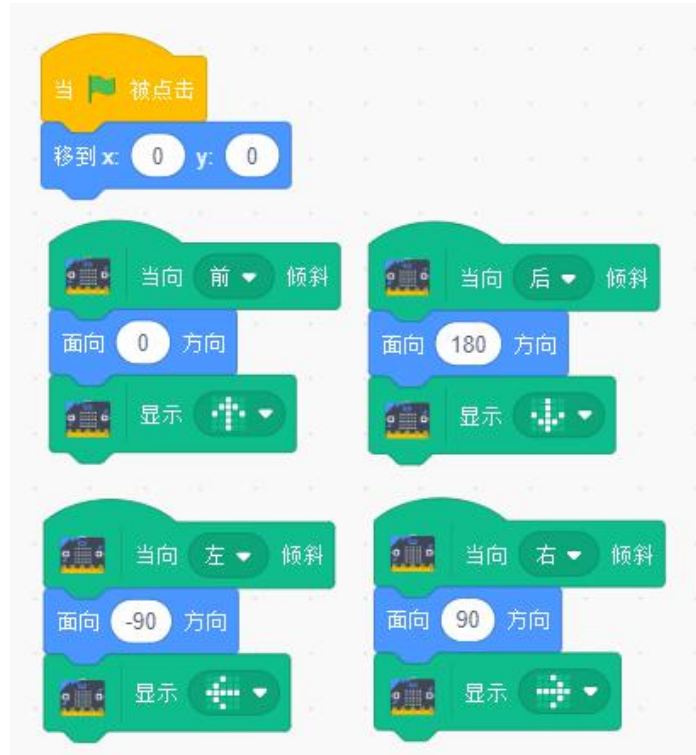 当 被点击
移到 x: 0 y: 0
当向 前 倾斜
面向 0 方向
显示
当向 后 倾斜
面向 180 方向
显示
当向 左 倾斜
面向 -90 方向
显示
当向 右 倾斜
面向 90 方向
显示